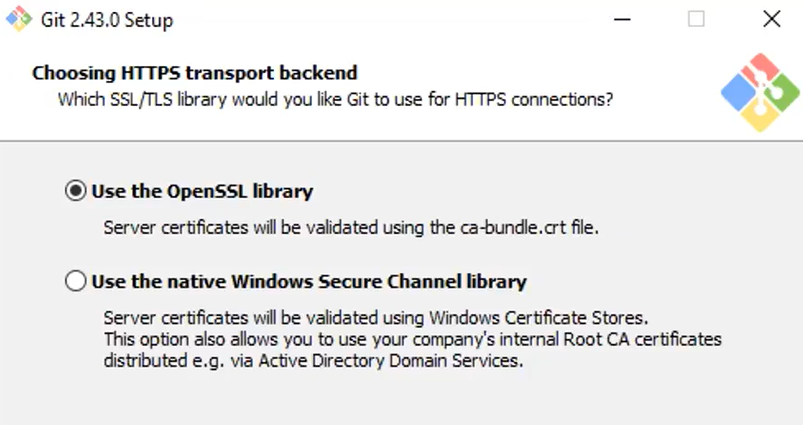 Git 2.43.0 Setup
Choosing HTTPS transport backend
Which SSL/TLS library would you like Git to use for HTTPS connections?
Use the OpenSSL library
Server certificates will be validated using the ca-bundle.crt file.
Use the native Windows Secure Channel library
Server certificates will be validated using Windows Certificate Stores.
This option also allows you to use your company's internal Root CA certificates
distributed e.g. via Active Directory Domain Services.